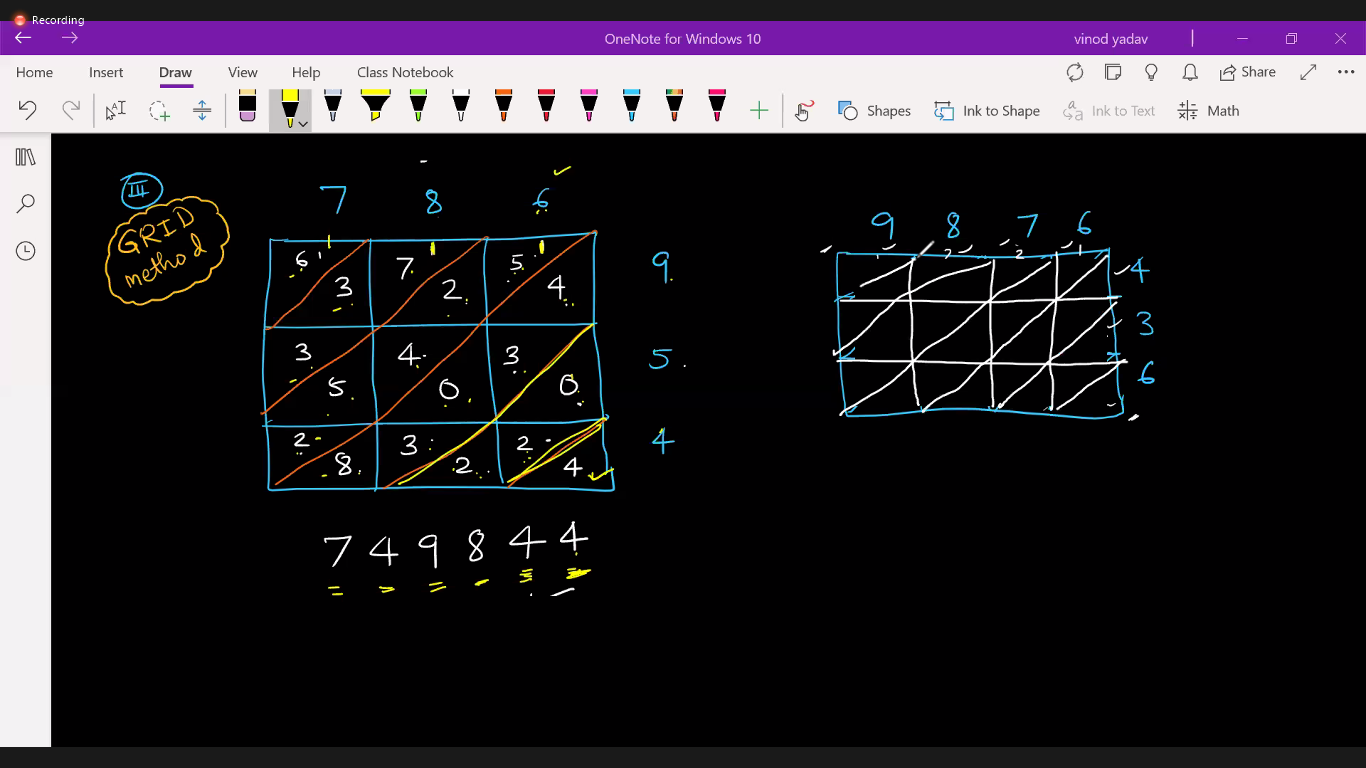 Recording
OneNote for Windows 10
vinod yadav
Home Insert Draw View Help Class Notebook
Share
Shapes Ink to Shape Ink to Text Math
III
GRID
method
7 8 6
6 3 7 2 5 4 9
3 5 4 0 3 0 5
2 8 3 2 2 4 4
7 4 9 8 4 4
9 8 7 6
4
3
6